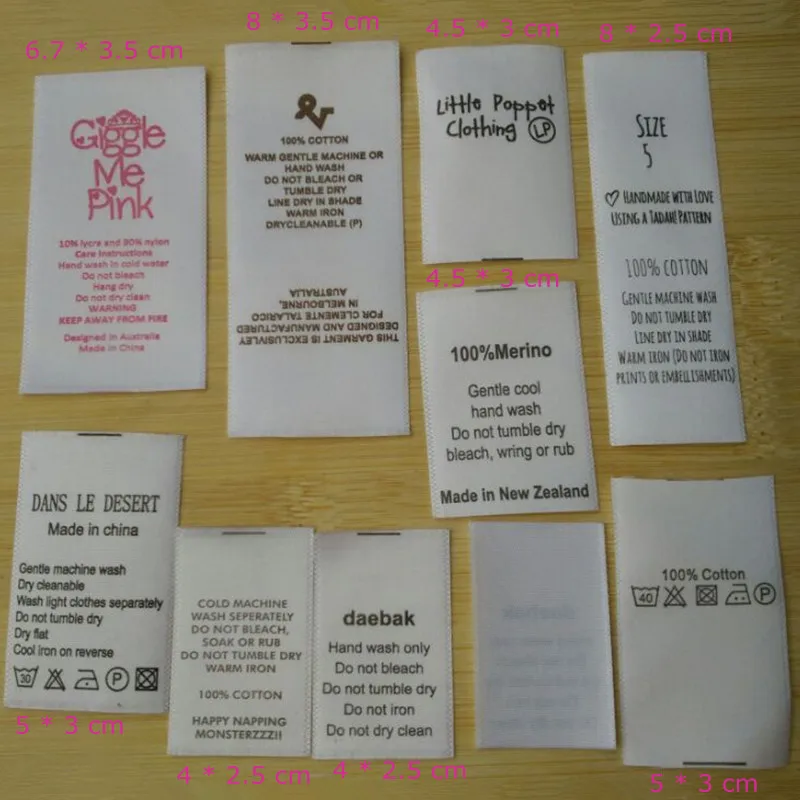 6.7 * 3.5 cm
Giggle
Me
Pink
10% lycra and 90% nylon
Care Instructions
Hand wash in cold water
Do not bleach
Hang dry
Do not dry clean
WARNING
KEEP AWAY FROM FIRE
Designed in Australia
Made in China
8 * 3.5 cm
100% COTTON
WARM GENTLE MACHINE OR
HAND WASH
DO NOT BLEACH OR
TUMBLE DRY
LINE DRY IN SHADE
WARM IRON
DRYCLEANABLE (P)
THIS GARMENT IS EXCLUSIVLEY
DESIGNED AND MANUFACTURED
FOR CLEMENTE TALARICO
IN MELBOURNE,
AUSTRALIA
4.5 * 3 cm
Little Poppet
Clothing LP
8 * 2.5 cm
SIZE
5
HANDMADE WITH LOVE
USING A TADAH! PATTERN
100% COTTON
GENTLE MACHINE WASH
DO NOT TUMBLE DRY
LINE DRY IN SHADE
WARM IRON (DO NOT IRON
PRINTS OR EMBELLISHMENTS)
4.5 * 3 cm
100%Merino
Gentle cool
hand wash
Do not tumble dry
bleach, wring or rub
Made in New Zealand
DANS LE DESERT
Made in china
Gentle machine wash
Dry cleanable
Wash light clothes separately
Do not tumble dry
Dry flat
Cool iron on reverse
30 P
5 * 3 cm
COLD MACHINE
WASH SEPERATELY
DO NOT BLEACH,
SOAK OR RUB
DO NOT TUMBLE DRY
WARM IRON
100% COTTON
HAPPY NAPPING
MONSTERZZZ!!
4 * 2.5 cm
daebak
Hand wash only
Do not bleach
Do not tumble dry
Do not iron
Do not dry clean
4 * 2.5 cm
100% Cotton
40 P
5 * 3 cm